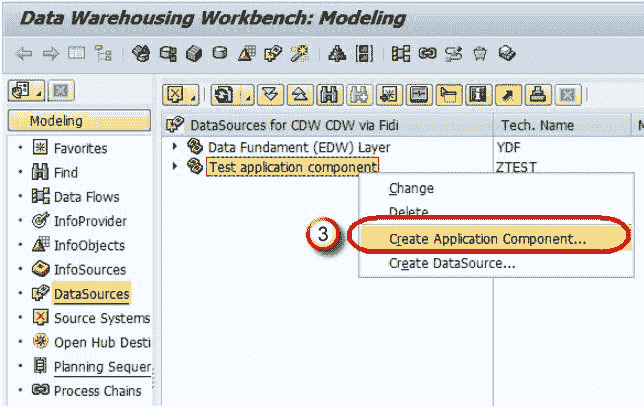 Data Warehousing Workbench: Modeling
Modeling
DataSources for CDW CDW via Fidi
Tech. Name
Favorites
Data Fundament (EDW) Layer
YDF
Find
Test application component
ZTEST
Data Flows
Change
InfoProvider
Delete
InfoObjects
3
Create Application Component...
InfoSources
Create DataSource...
DataSources
Source Systems
Open Hub Desti
Planning Sequer
Process Chains